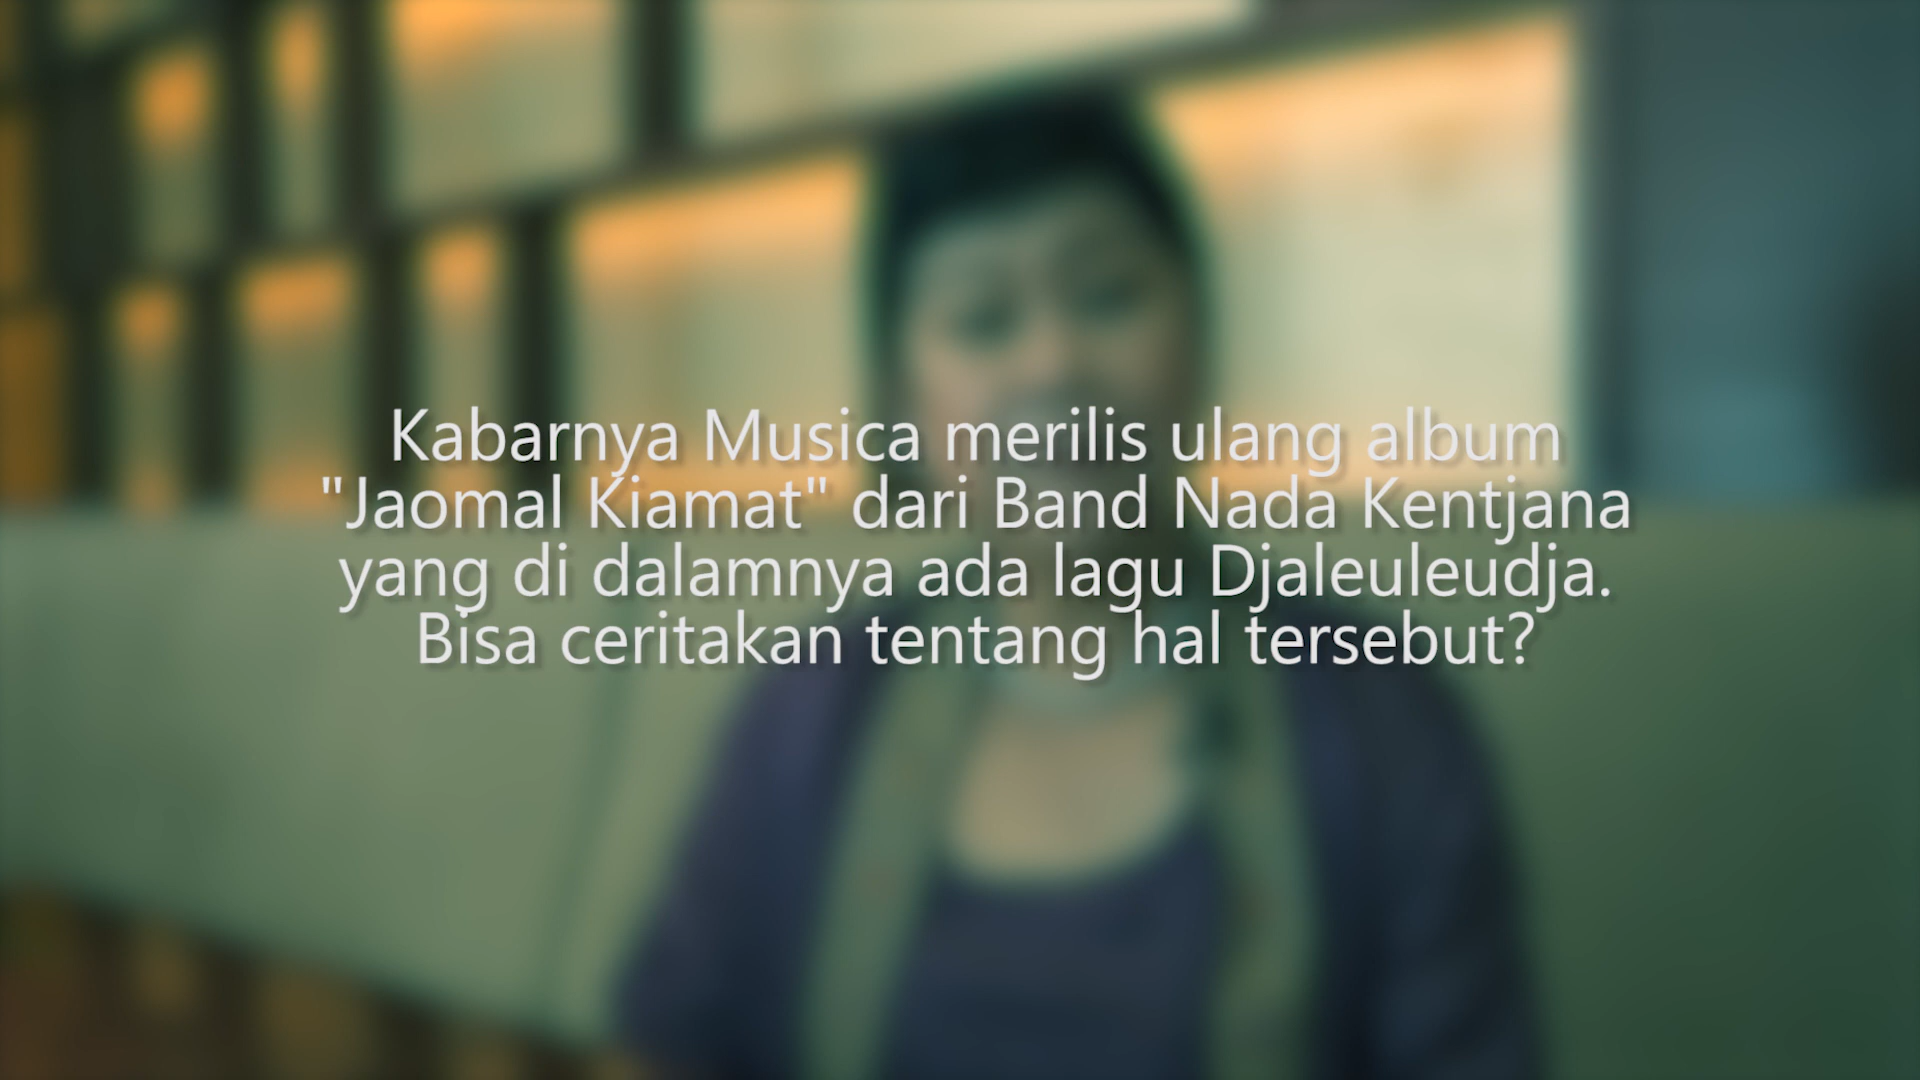 Kabarnya Musica merilis ulang album
"Jaomal Kiamat" dari Band Nada Kentjana
yang di dalamnya ada lagu Djaleuleudja.
Bisa ceritakan tentang hal tersebut?